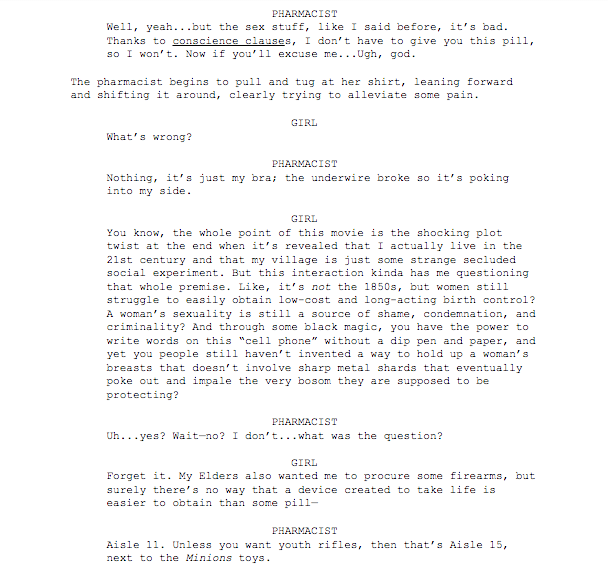 PHARMACIST
Well, yeah...but the sex stuff, like I said before, it's bad.
Thanks to conscience clauses, I don't have to give you this pill,
so I won't. Now if you'll excuse me...Ugh, god.
The pharmacist begins to pull and tug at her shirt, leaning forward
and shifting it around, clearly trying to alleviate some pain.
GIRL
What's wrong?
PHARMACIST
Nothing, it's just my bra; the underwire broke so it's poking
into my side.
GIRL
You know, the whole point of this movie is the shocking plot
twist at the end when it's revealed that I actually live in the
21st century and that my village is just some strange secluded
social experiment. But this interaction kinda has me questioning
that whole premise. Like, it's not the 1850s, but women still
struggle to easily obtain low-cost and long-acting birth control?
A woman's sexuality is still a source of shame, condemnation, and
criminality? And through some black magic, you have the power to
write words on this “cell phone” without a dip pen and paper, and
yet you people still haven't invented a way to hold up a woman's
breasts that doesn't involve sharp metal shards that eventually
poke out and impale the very bosom they are supposed to be
protecting?
PHARMACIST
Uh...yes? Wait—no? I don't...what was the question?
GIRL
Forget it. My Elders also wanted me to procure some firearms, but
surely there's no way that a device created to take life is
easier to obtain than some pill—
PHARMACIST
Aisle 11. Unless you want youth rifles, then that's Aisle 15,
next to the Minions toys.